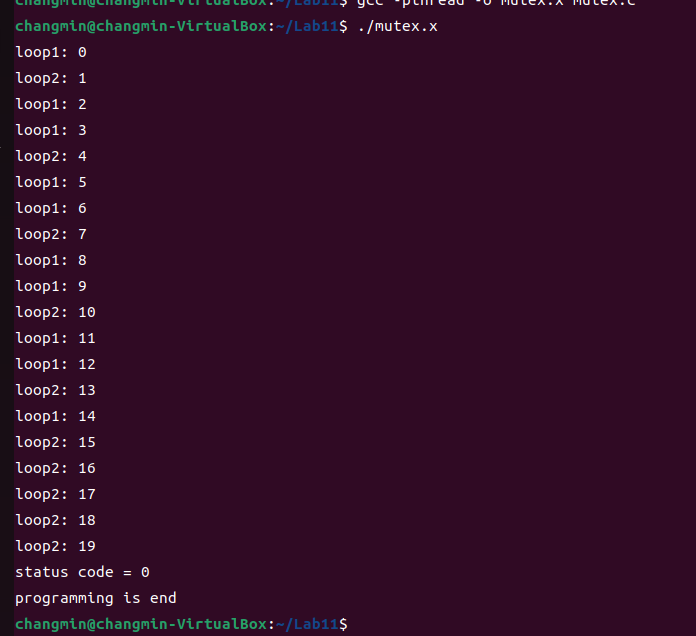 changmin@changmin-VirtualBox:~/Lab11$ gcc -pthread -o mutex.x mutex.c
changmin@changmin-VirtualBox:~/Lab11$ ./mutex.x
loop1: 0
loop2: 1
loop1: 2
loop1: 3
loop2: 4
loop1: 5
loop1: 6
loop2: 7
loop1: 8
loop1: 9
loop2: 10
loop1: 11
loop1: 12
loop2: 13
loop1: 14
loop2: 15
loop2: 16
loop2: 17
loop2: 18
loop2: 19
status code = 0
programming is end
changmin@changmin-VirtualBox:~/Lab11$